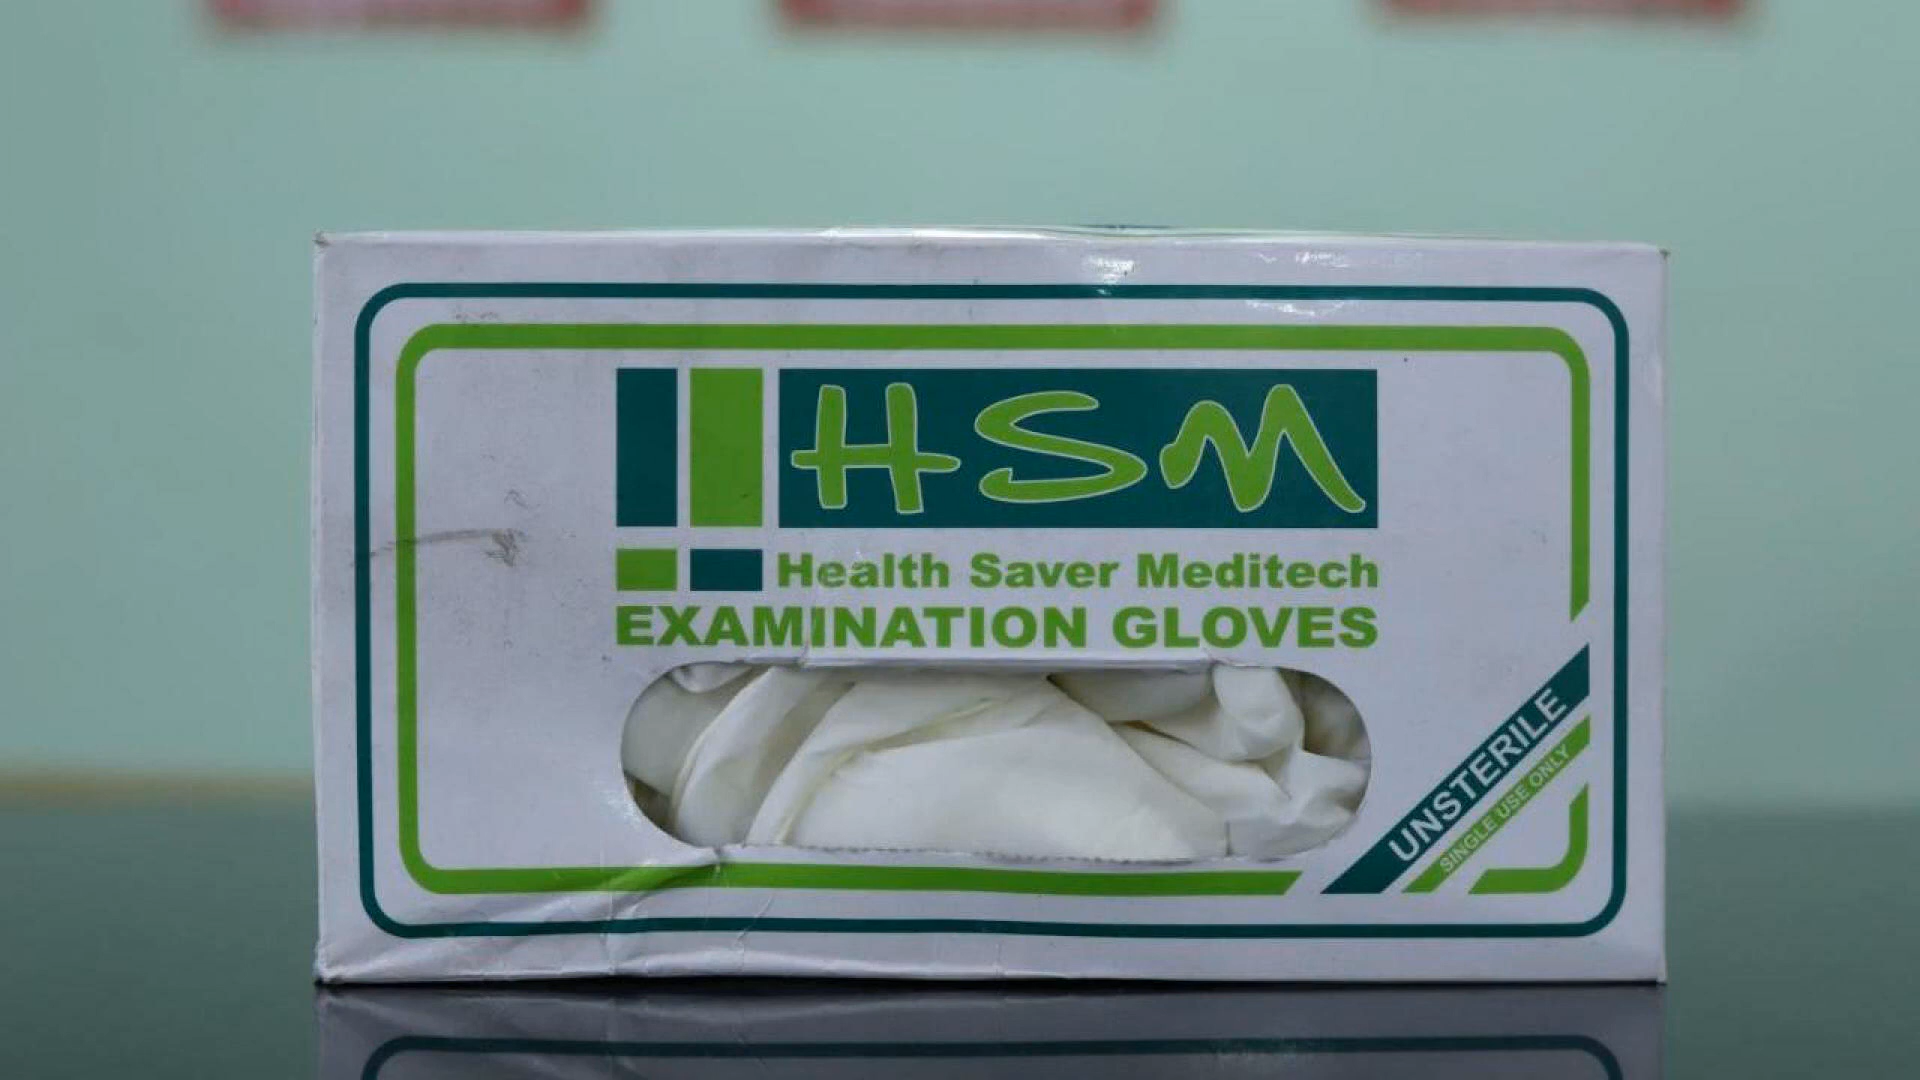 HSM
Health Saver Meditech
EXAMINATION GLOVES
UNSTERILE
SINGLE USE ONLY